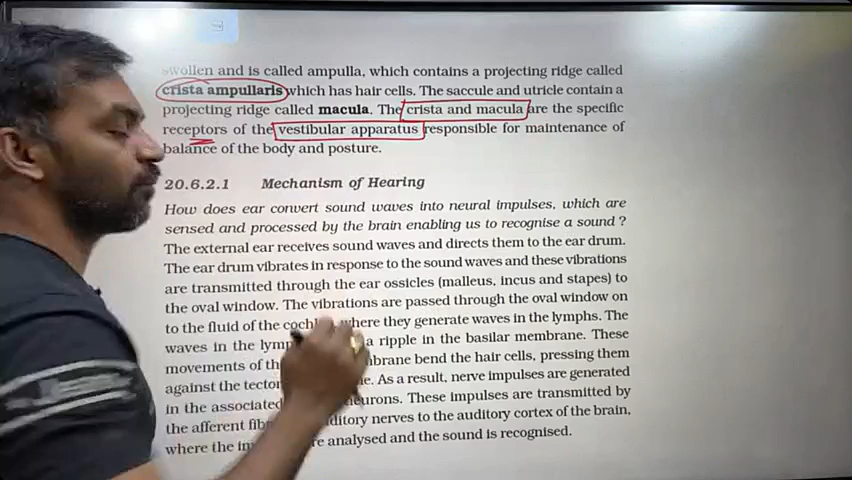 swollen and is called ampulla, which contains a projecting ridge called
crista ampullaris which has hair cells. The saccule and utricle contain a
projecting ridge called macula. The crista and macula are the specific
receptors of the vestibular apparatus responsible for maintenance of
balance of the body and posture.
20.6.2.1 Mechanism of Hearing
How does ear convert sound waves into neural impulses, which are
sensed and processed by the brain enabling us to recognise a sound ?
The external ear receives sound waves and directs them to the ear drum.
The ear drum vibrates in response to the sound waves and these vibrations
are transmitted through the ear ossicles (malleus, incus and stapes) to
the oval window. The vibrations are passed through the oval window on
to the fluid of the where they generate waves in the lymphs. The
waves in the a ripple in the basilar membrane. These
movements of bend the hair cells, pressing them
against the As a result, nerve impulses are generated
in the associated These impulses are transmitted by
the afferent nerves to the auditory cortex of the brain,
where the analysed and the sound is recognised.